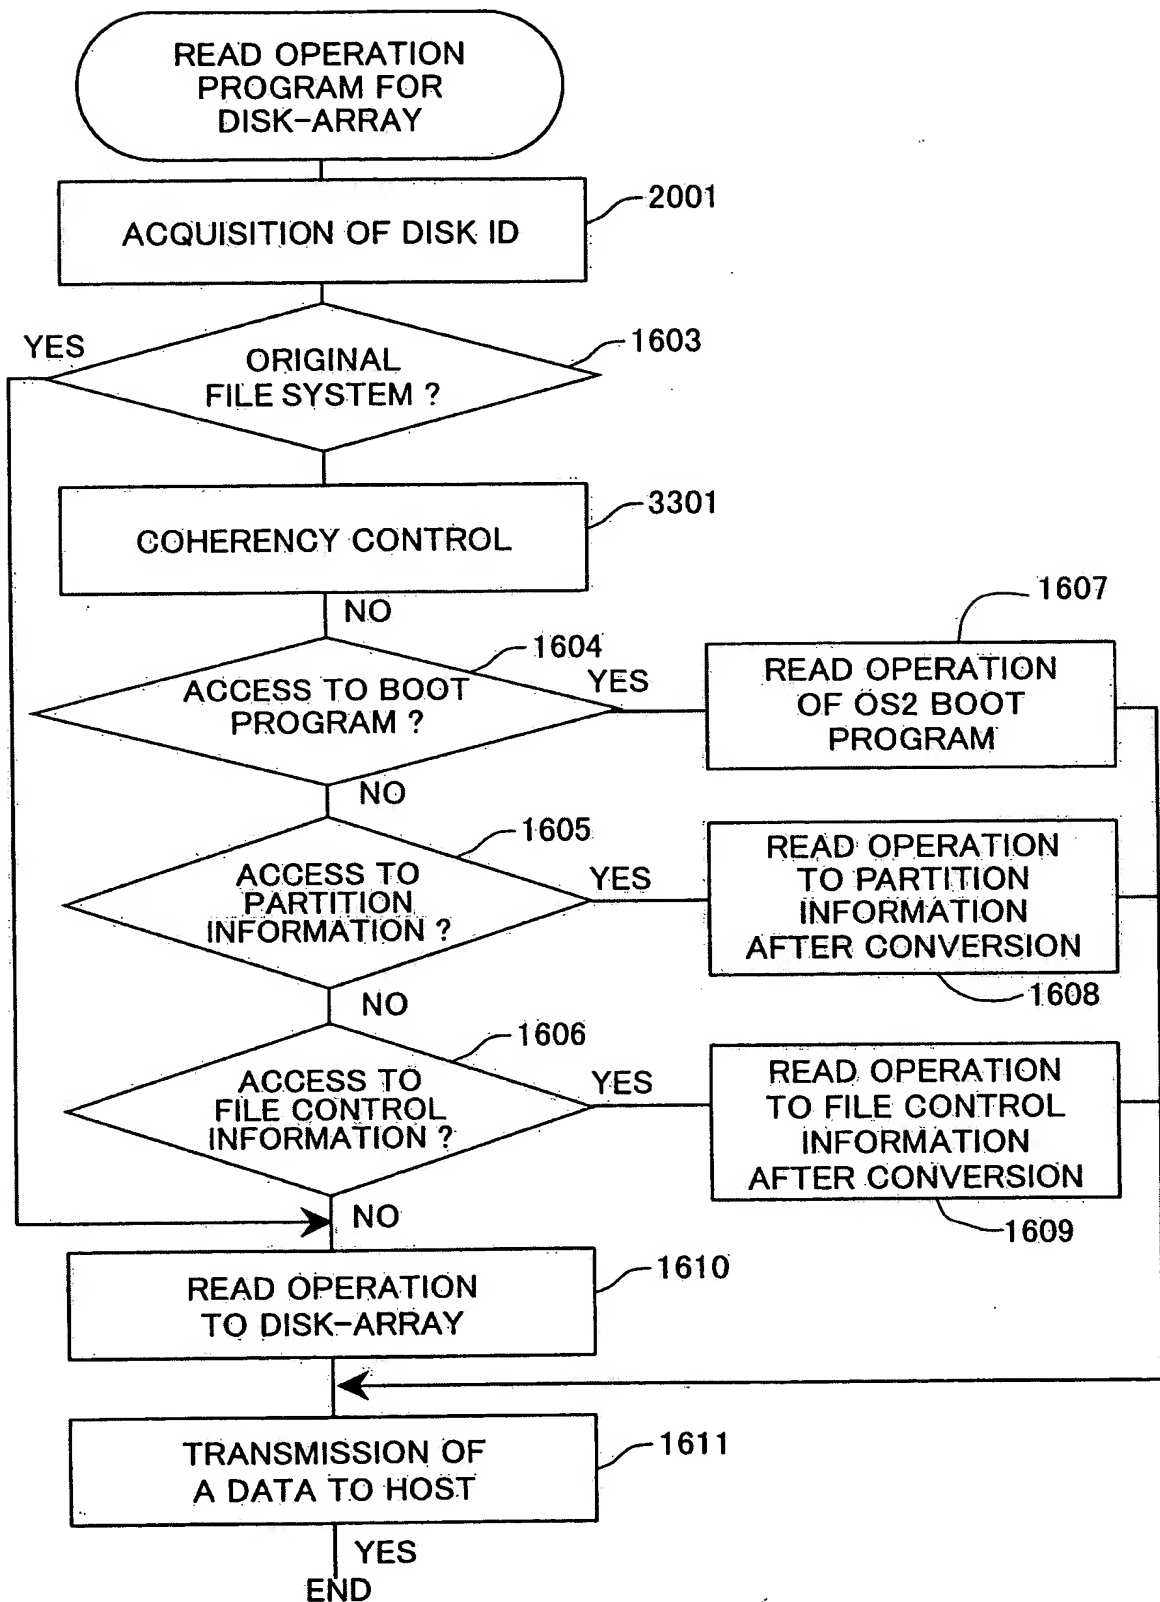 READ OPERATION
PROGRAM FOR
DISK-ARRAY
2001
ACQUISITION OF DISK ID
YES
1603
ORIGINAL
FILE SYSTEM ?
3301
COHERENCY CONTROL
NO
1604
ACCESS TO BOOT
PROGRAM ?
YES
1607
READ OPERATION
OF OS2 BOOT
PROGRAM
NO
1605
ACCESS TO
PARTITION
INFORMATION ?
YES
READ OPERATION
TO PARTITION
INFORMATION
AFTER CONVERSION
1608
NO
1606
ACCESS TO
FILE CONTROL
INFORMATION ?
YES
READ OPERATION
TO FILE CONTROL
INFORMATION
AFTER CONVERSION
1609
NO
1610
READ OPERATION
TO DISK-ARRAY
1611
TRANSMISSION OF
A DATA TO HOST
YES
END